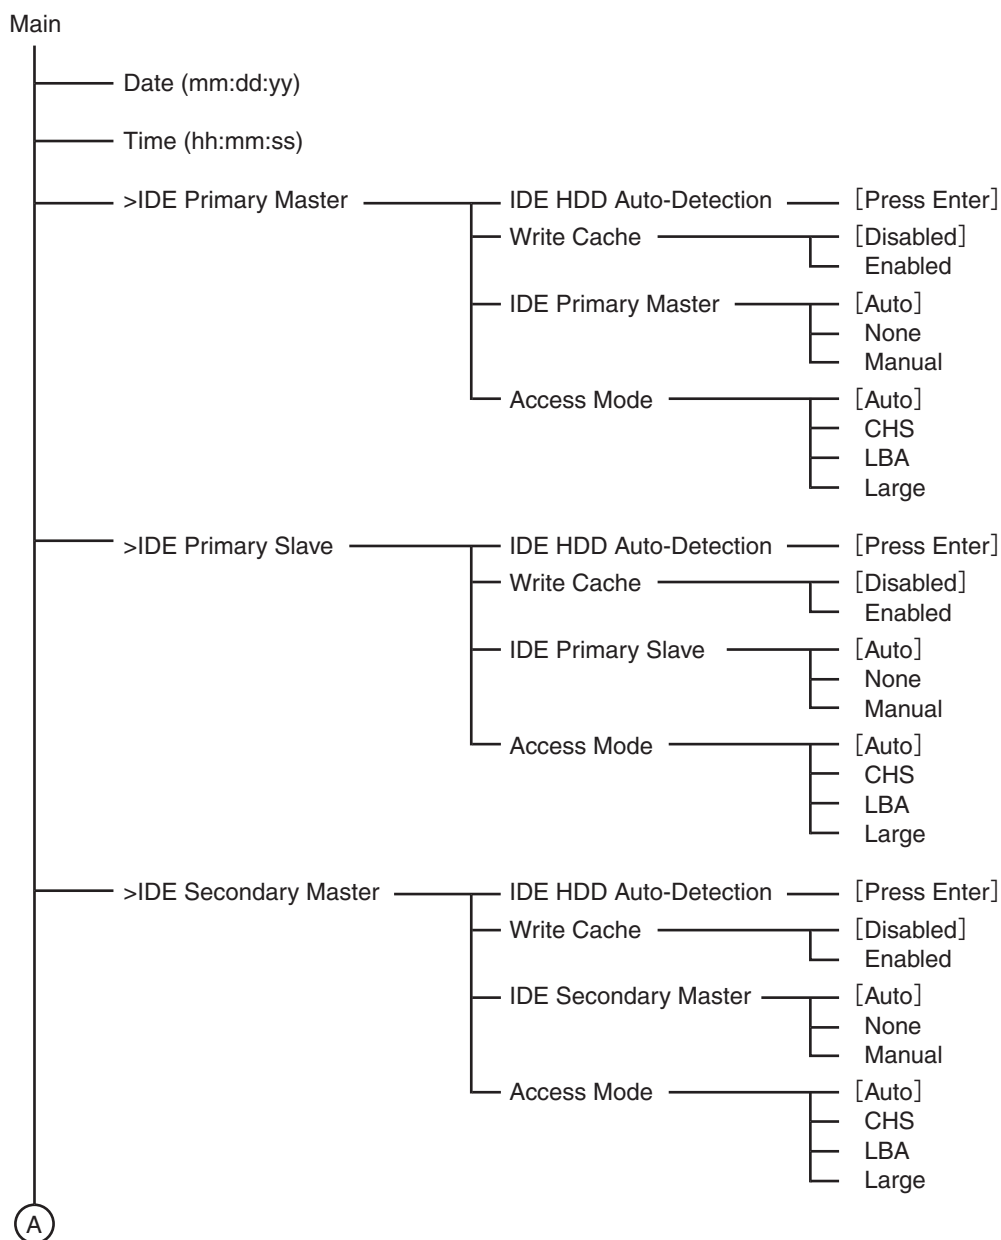 Main
Date (mm:dd:yy)
Time (hh:mm:ss)
>IDE Primary Master
IDE HDD Auto-Detection
[Press Enter]
Write Cache
[Disabled]
Enabled
IDE Primary Master
[Auto]
None
Manual
Access Mode
[Auto]
CHS
LBA
Large
>IDE Primary Slave
IDE HDD Auto-Detection
[Press Enter]
Write Cache
[Disabled]
Enabled
IDE Primary Slave
[Auto]
None
Manual
Access Mode
[Auto]
CHS
LBA
Large
>IDE Secondary Master
IDE HDD Auto-Detection
[Press Enter]
Write Cache
[Disabled]
Enabled
IDE Secondary Master
[Auto]
None
Manual
Access Mode
[Auto]
CHS
LBA
Large
A